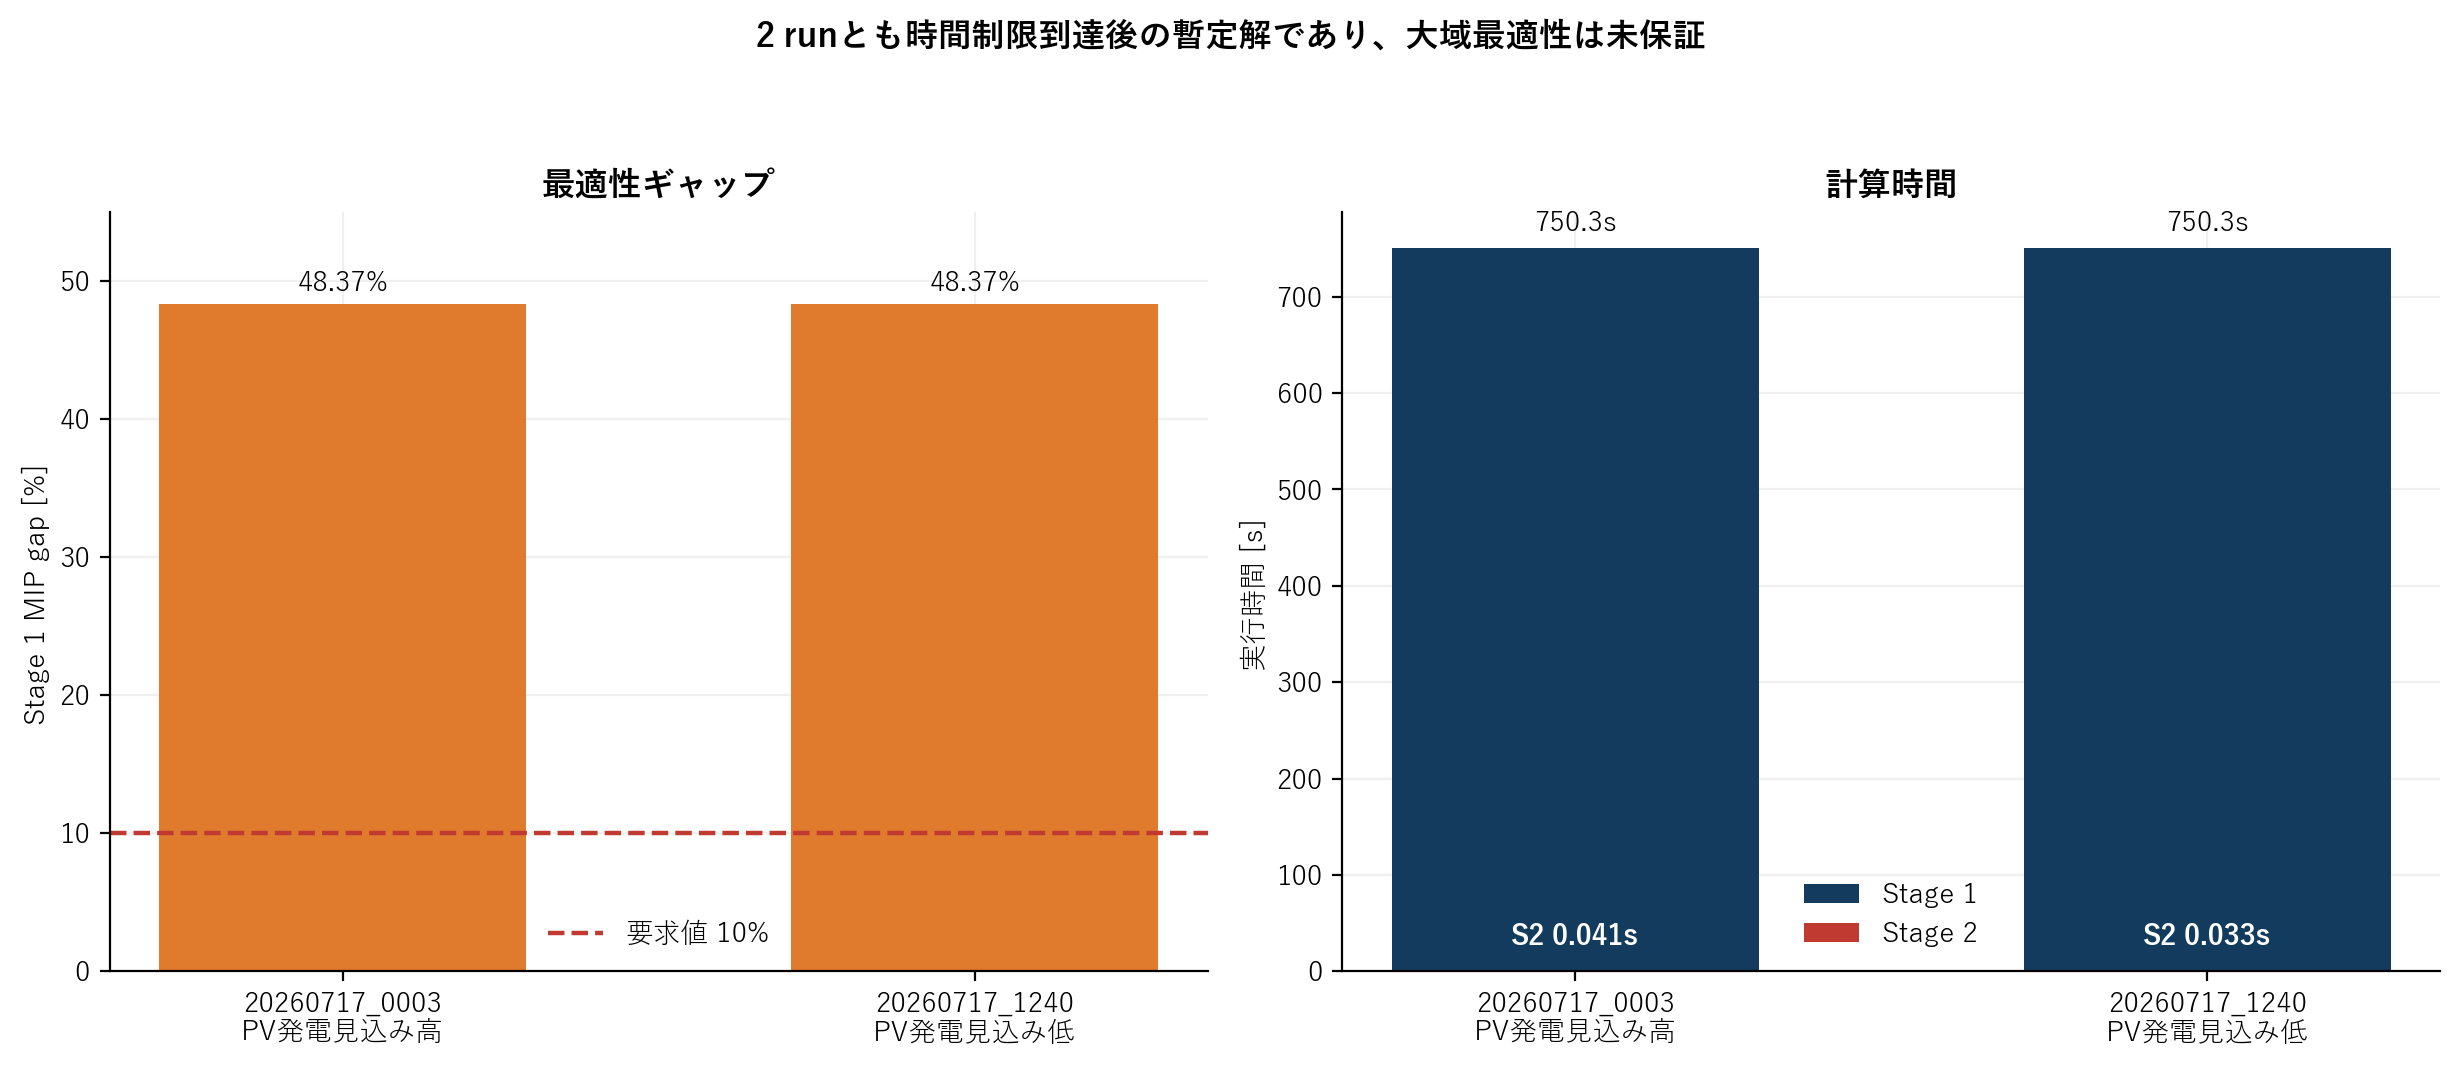 2 runとも時間制限到達後の暫定解であり、大域最適性は未保証
最適性ギャップ
Stage 1 MIP gap [%]
50
40
30
20
10
0
48.37%
48.37%
要求値 10%
20260717_0003
PV発電見込み高
20260717_1240
PV発電見込み低
計算時間
実行時間 [s]
700
600
500
400
300
200
100
0
750.3s
750.3s
Stage 1
Stage 2
S2 0.041s
S2 0.033s
20260717_0003
PV発電見込み高
20260717_1240
PV発電見込み低